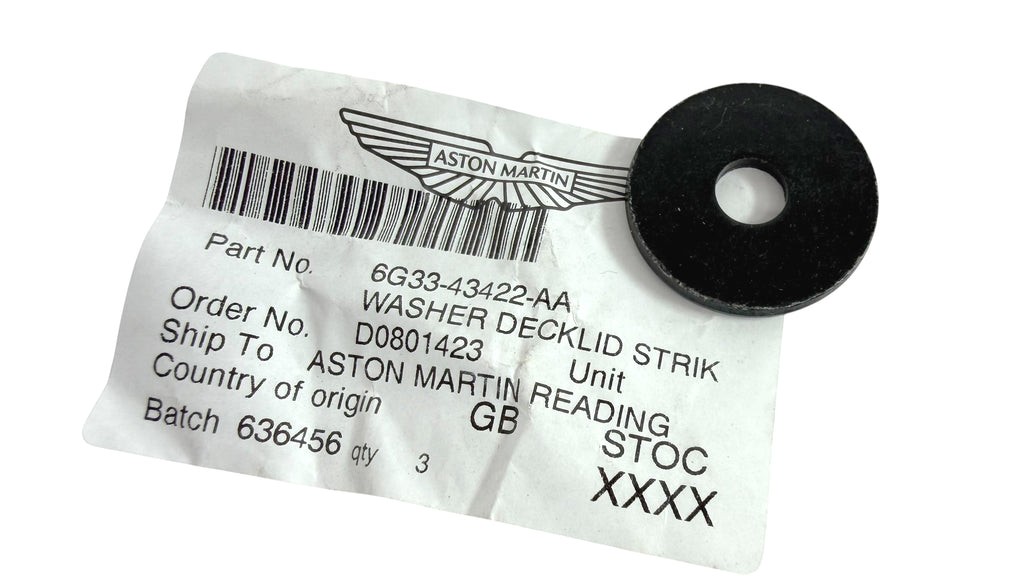 ASTON MARTIN
Part No. 6G33-43422-AA
WASHER DECKLID STRIK
Order No. D0801423 Unit
Ship To ASTON MARTIN READING
Country of origin GB STOC
Batch 636456 qty 3 XXXX